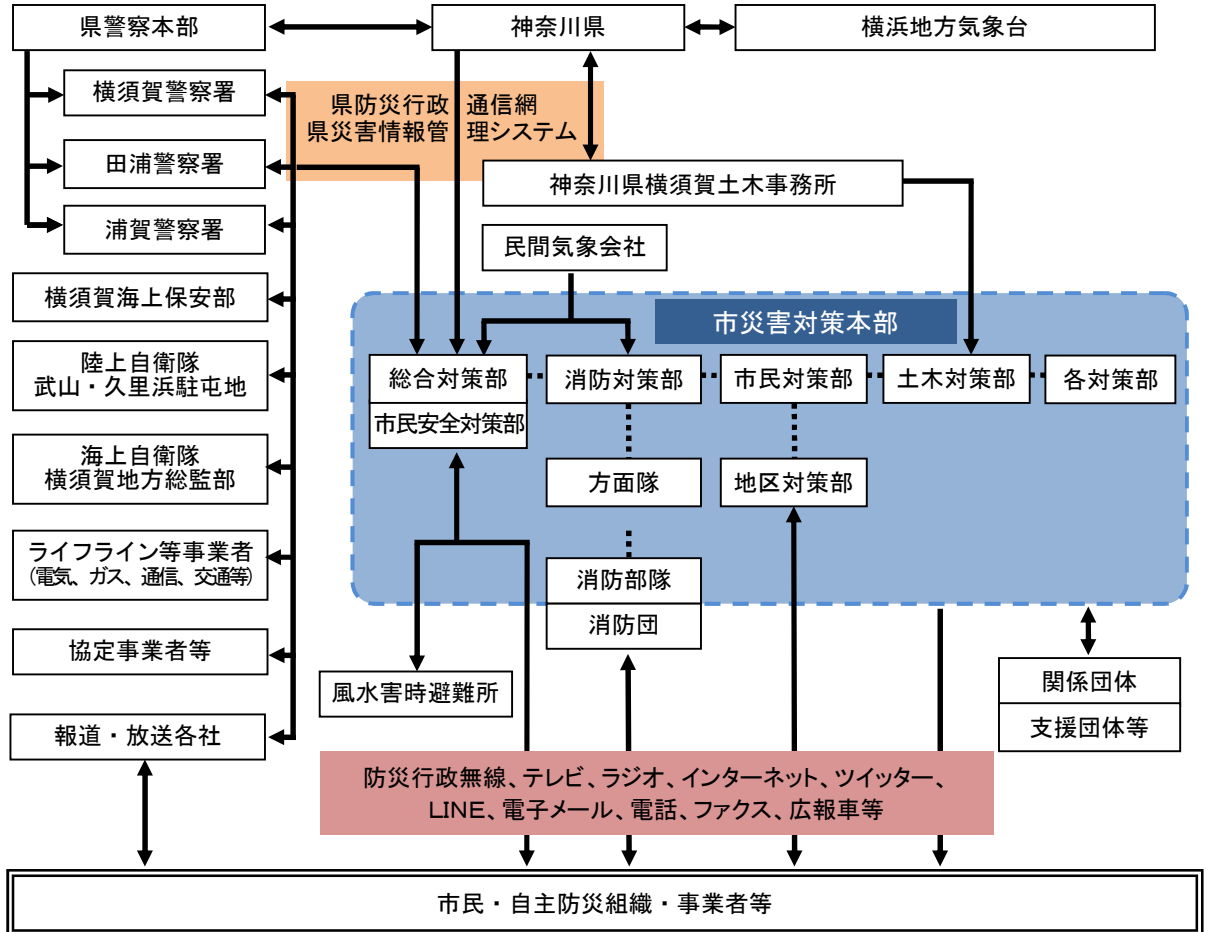 県警察本部
神奈川県
横浜地方気象台
横須賀警察署
県防災行政 通信網
県災害情報管 理システム
田浦警察署
神奈川県横須賀土木事務所
浦賀警察署
民間気象会社
横須賀海上保安部
市災害対策本部
陸上自衛隊
武山・久里浜駐屯地
総合対策部
消防対策部
市民対策部
土木対策部
各対策部
市民安全対策部
海上自衛隊
横須賀地方総監部
方面隊
地区対策部
ライフライン等事業者
(電気、ガス、通信、交通等)
消防部隊
消防団
協定事業者等
風水害時避難所
関係団体
支援団体等
報道・放送各社
防災行政無線、テレビ、ラジオ、インターネット、ツイッター、
LINE、電子メール、電話、ファクス、広報車等
市民・自主防災組織・事業者等